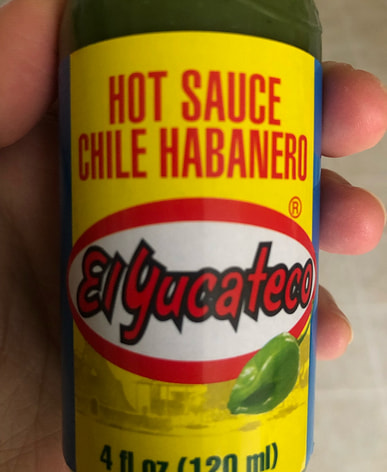 HOT SAUCE
CHILE HABANERO
®
El Yucateco
4 fl oz (120 ml)